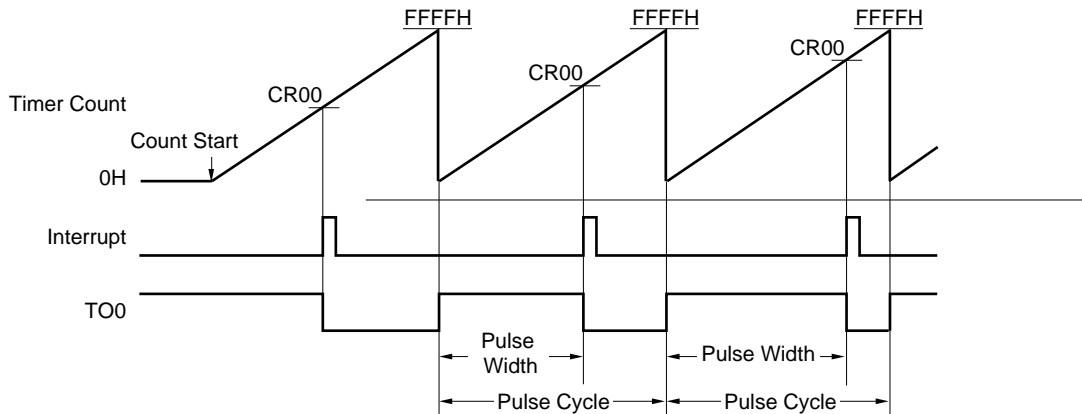 FFFFH FFFFH FFFFH
CR00
CR00
CR00
Timer Count
Count Start
0H
Interrupt
TO0
Pulse
Width
Pulse Width
Pulse Cycle Pulse Cycle